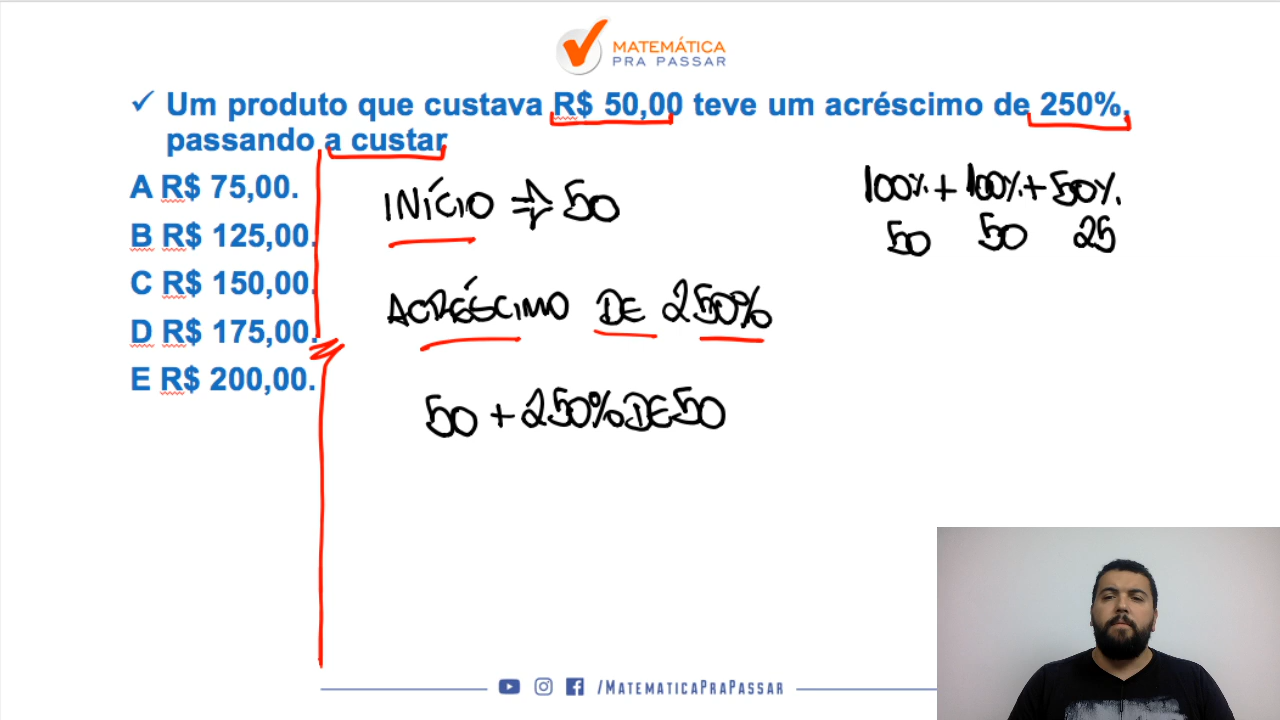 MATEMÁTICA
PRA PASSAR
Um produto que custava R$ 50,00 teve um acréscimo de 250%,
passando a custar
A R$ 75,00.
B R$ 125,00.
C R$ 150,00.
D R$ 175,00.
E R$ 200,00.
INÍCIO ⇒ 50
ACRÉSCIMO DE 250%
50 + 250% DE 50
100% + 100% + 50%
50 50 25
/MATEMATICAPRAPASSAR